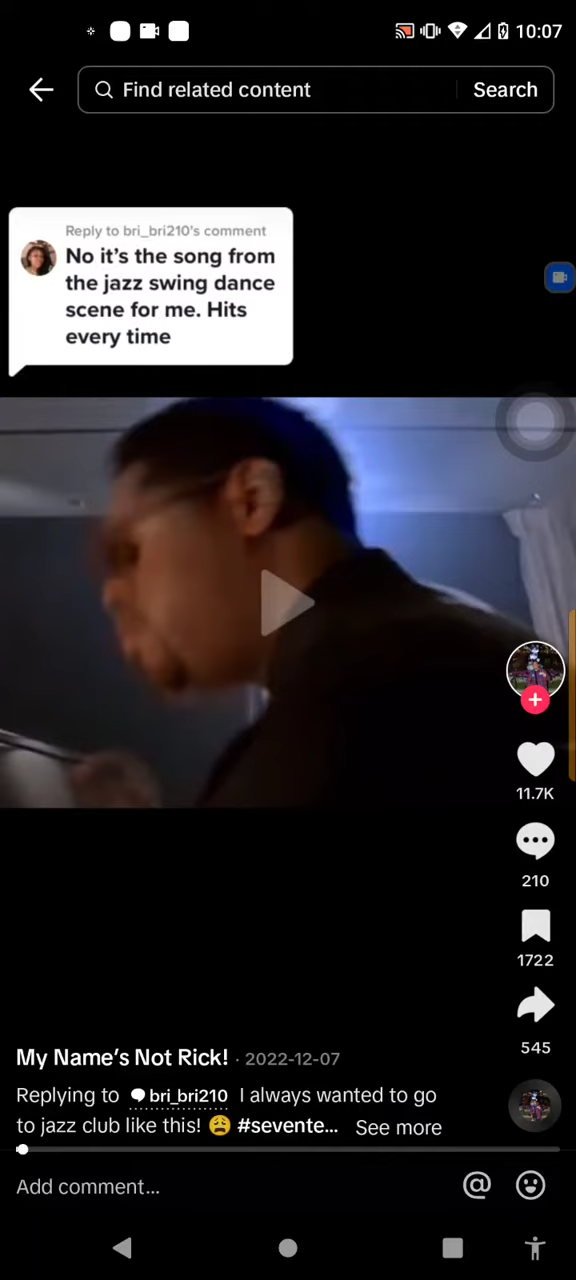 10:07
Find related content
Search
Reply to bri_bri210's comment
No it's the song from
the jazz swing dance
scene for me. Hits
every time
11.7K
210
1722
545
My Name's Not Rick! · 2022-12-07
Replying to bri_bri210 I always wanted to go
to jazz club like this! 😩 #sevente... See more
Add comment...